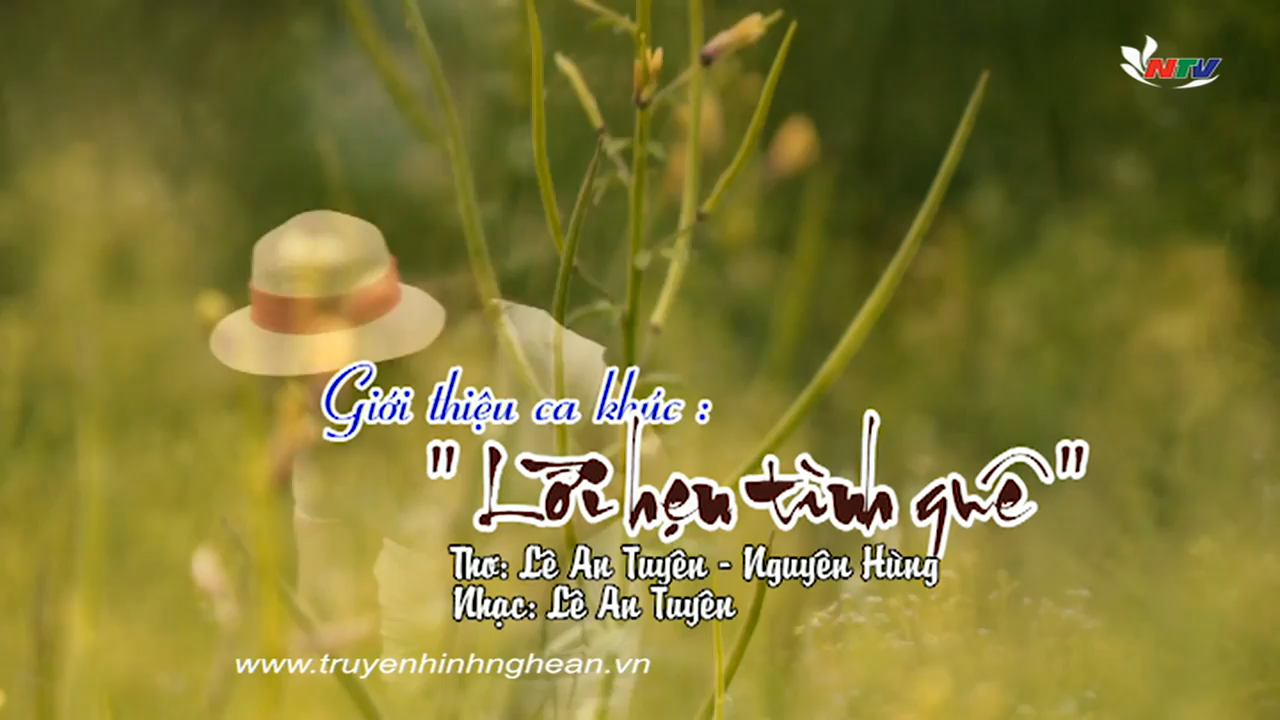 NTV
Giới thiệu ca khúc :
" Lời hẹn tình quê "
Thơ: Lê An Tuyên - Nguyên Hùng
Nhạc: Lê An Tuyên
www.truyenhinhnghean.vn